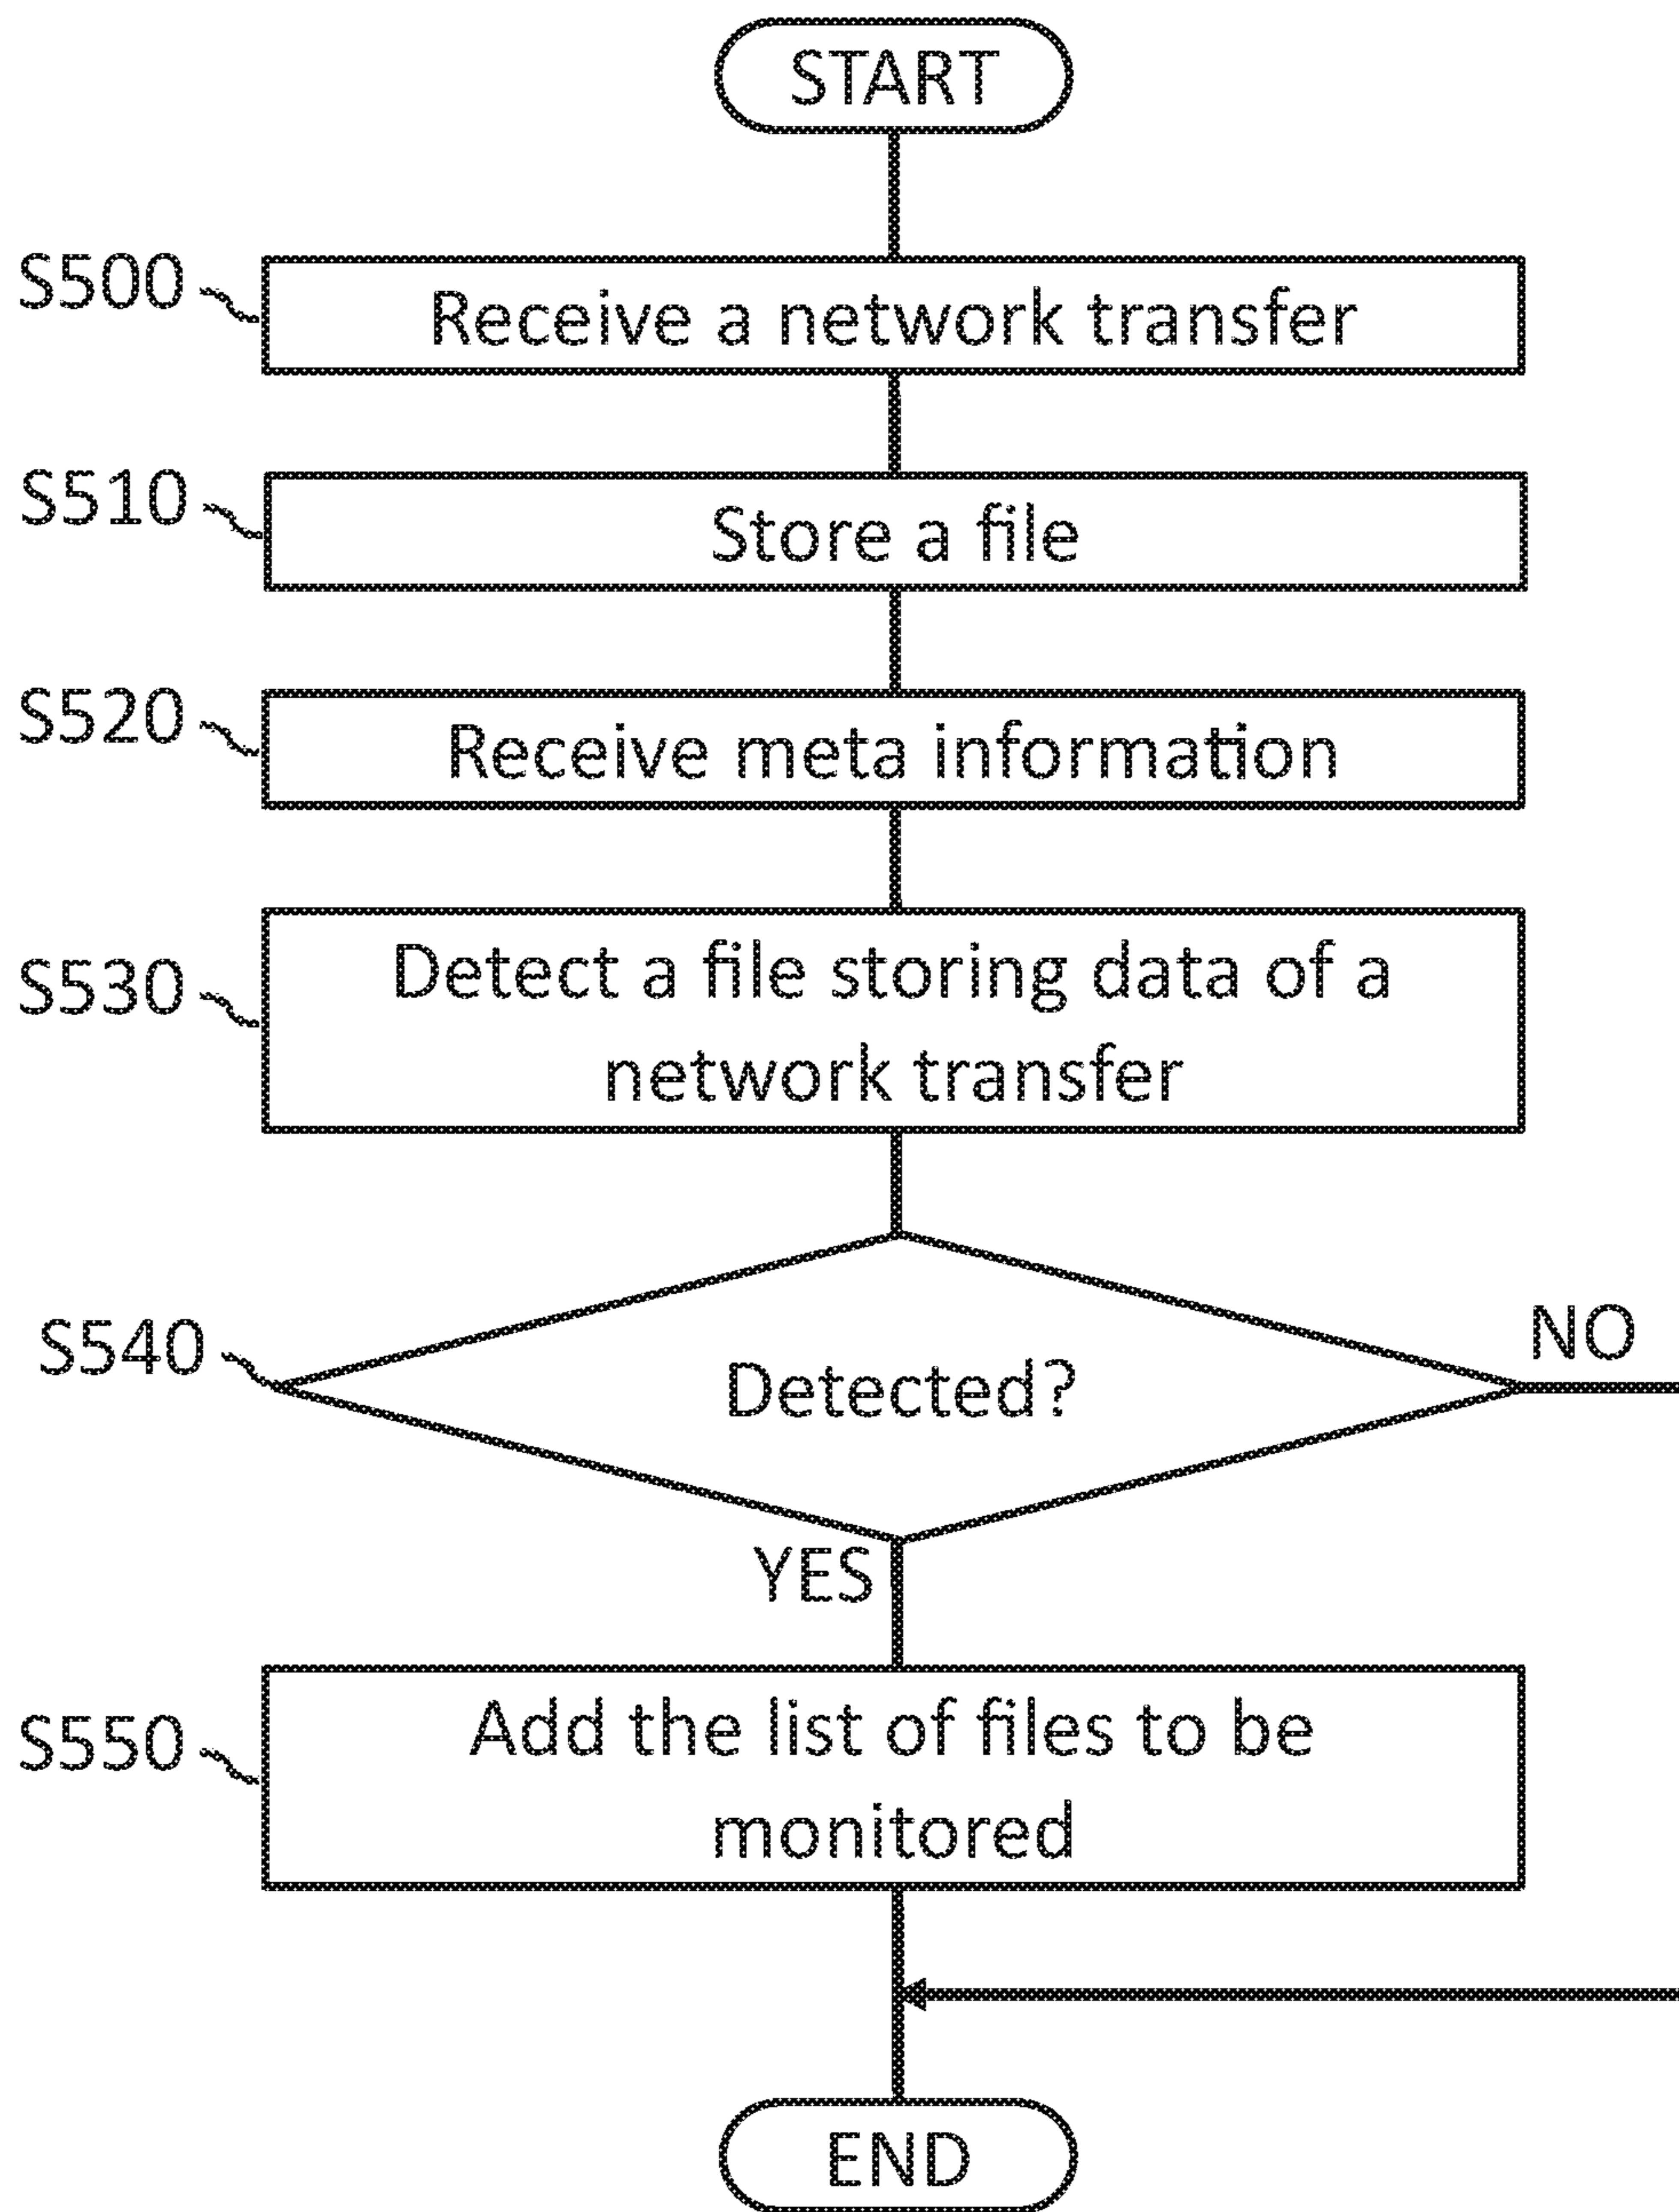 START
S500
Receive a network transfer
S510
Store a file
S520
Receive meta information
S530
Detect a file storing data of a
network transfer
S540
Detected?
NO
YES
S550
Add the list of files to be
monitored
END